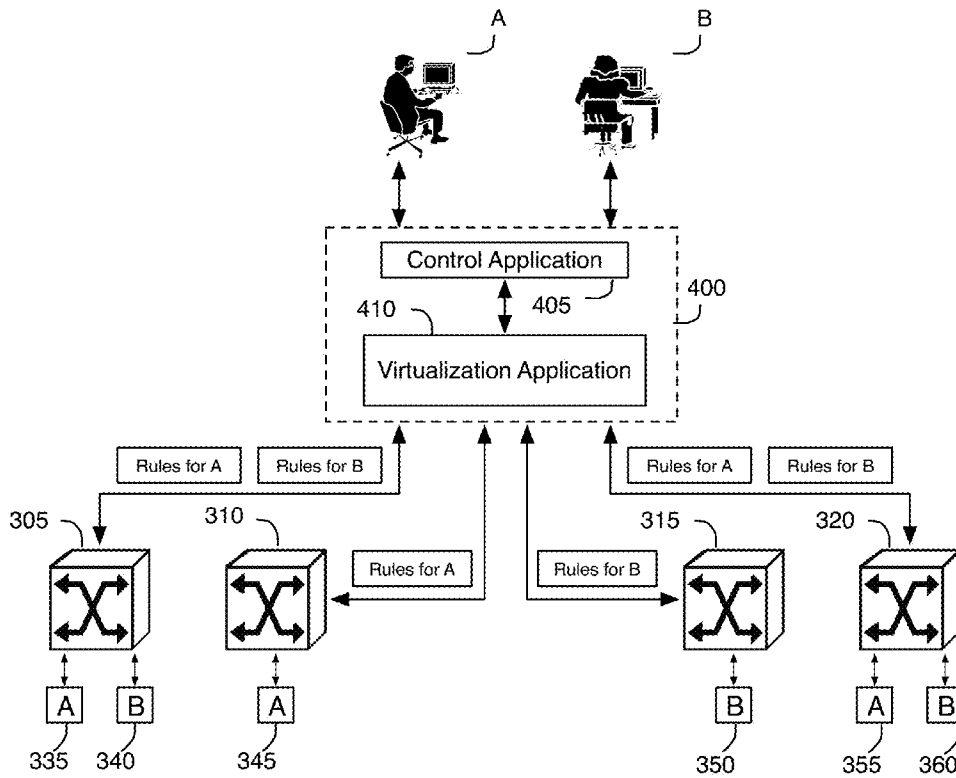 A
B
Control Application
400
410
405
Virtualization Application
Rules for A
Rules for B
Rules for A
Rules for B
305
310
315
320
Rules for A
Rules for B
A
B
A
B
A
B
335
340
345
350
355
360